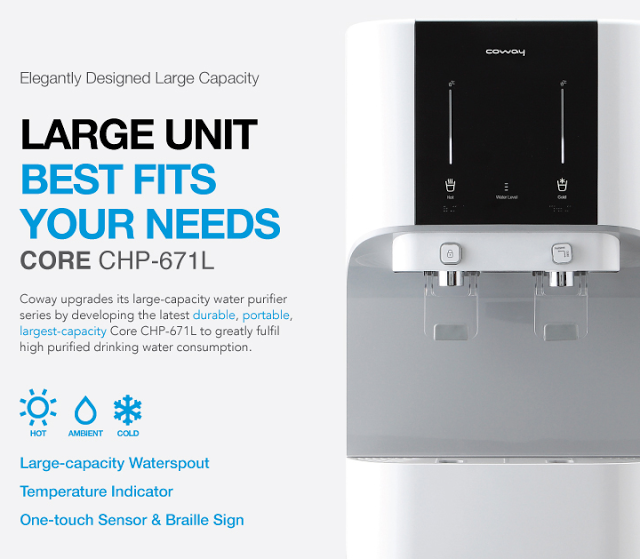 Elegantly Designed Large Capacity
LARGE UNIT
BEST FITS
YOUR NEEDS
CORE CHP-671L
Coway upgrades its large-capacity water purifier
series by developing the latest durable, portable,
largest-capacity Core CHP-671L to greatly fulfil
high purified drinking water consumption.
HOT AMBIENT COLD
Large-capacity Waterspout
Temperature Indicator
One-touch Sensor & Braille Sign
coway
Hot Water Level Cold